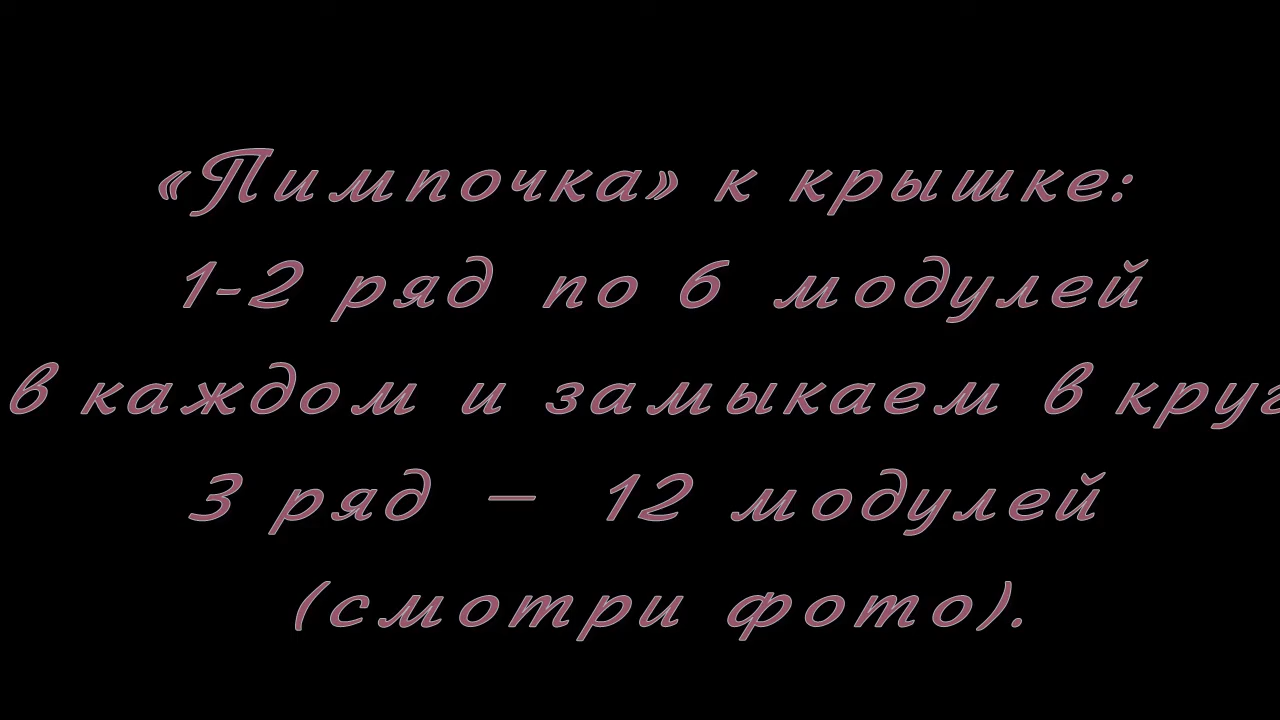 «Пимпочка» к крышке:
1-2 ряд по 6 модулей
в каждом и замыкаем в круг
3 ряд — 12 модулей
(смотри фото).